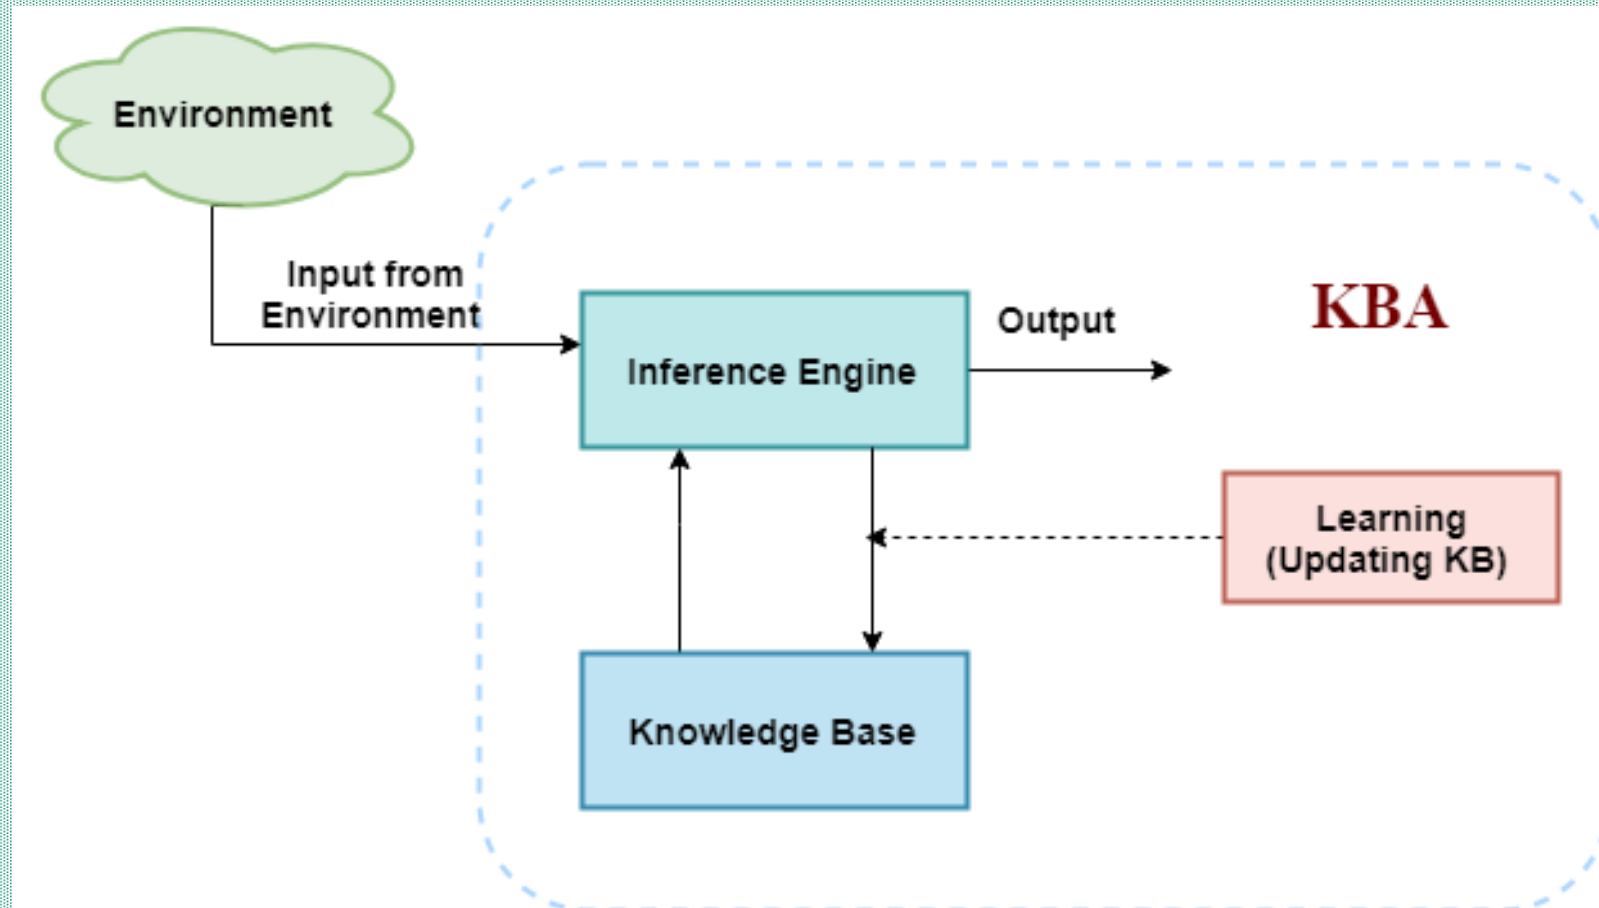 Environment
Input from
Environment
Inference Engine
Output
KBA
Learning
(Updating KB)
Knowledge Base